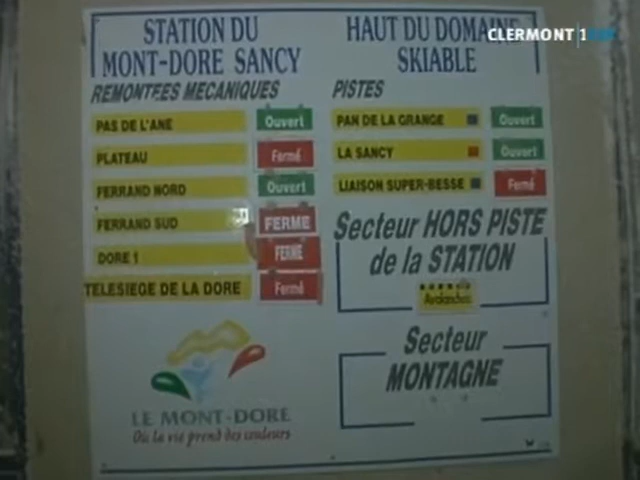 CLERMONT 1ère
STATION DU
MONT-DORE SANCY
REMONTEES MECANIQUES
PAS DE L'ANE Ouvert
PLATEAU Fermé
FERRAND NORD Ouvert
FERRAND SUD FERME
DORE 1 FERME
TELESIEGE DE LA DORE Fermé
LE MONT-DORE
Où la vie prend des couleurs
HAUT DU DOMAINE
SKIABLE
PISTES
PAN DE LA GRANGE Ouvert
LA SANCY Ouvert
LIAISON SUPER-BESSE Fermé
Secteur HORS PISTE
de la STATION
Avalanches
Secteur
MONTAGNE